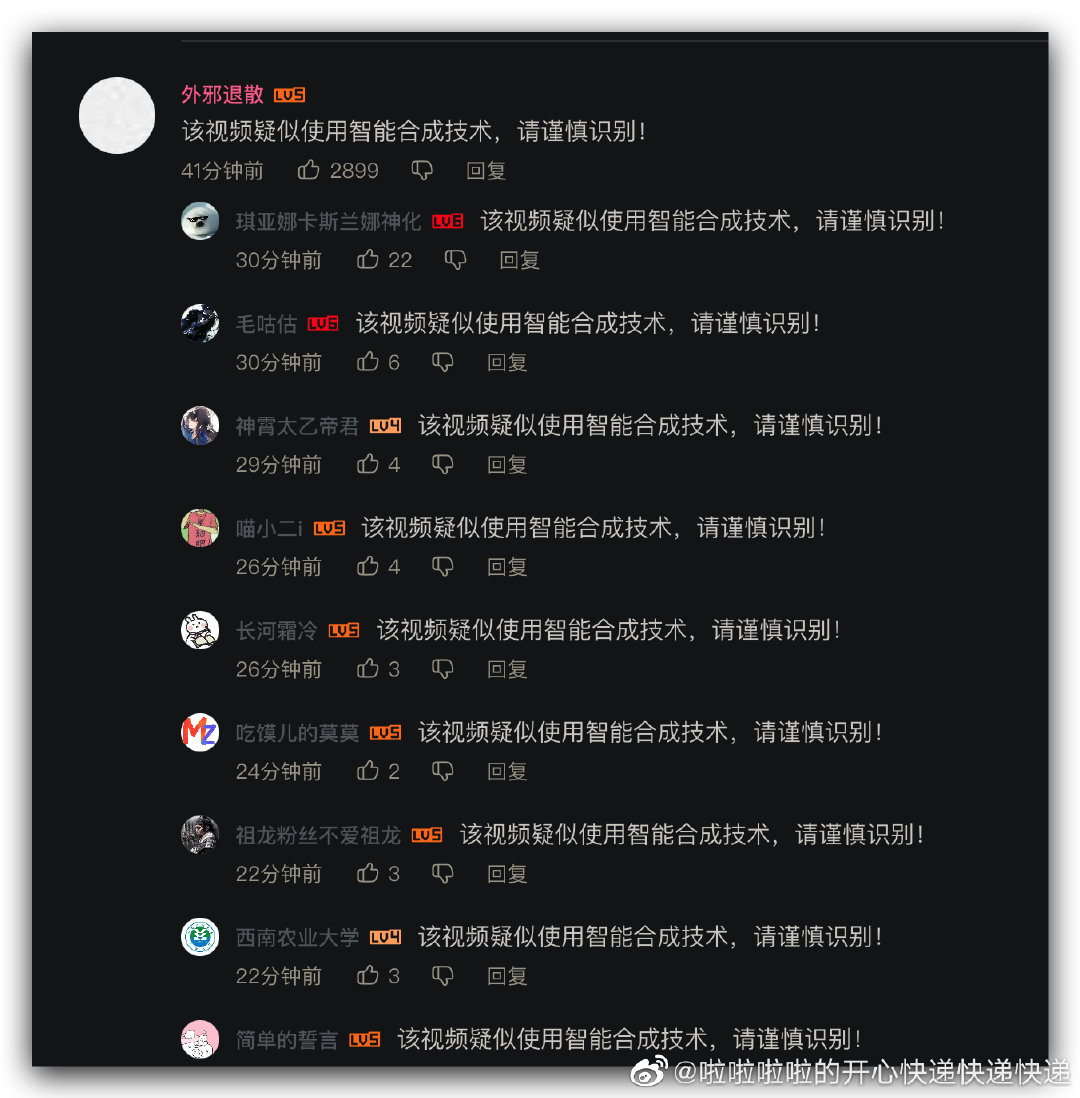 外邪退散 LV5
该视频疑似使用智能合成技术，请谨慎识别！
41分钟前 2899 回复
琪亚娜卡斯兰娜神化 LV6 该视频疑似使用智能合成技术，请谨慎识别！
30分钟前 22 回复
毛咕估 LV6 该视频疑似使用智能合成技术，请谨慎识别！
30分钟前 6 回复
神霄太乙帝君 LV4 该视频疑似使用智能合成技术，请谨慎识别！
29分钟前 4 回复
喵小二i LV5 该视频疑似使用智能合成技术，请谨慎识别！
26分钟前 4 回复
长河霜冷 LV5 该视频疑似使用智能合成技术，请谨慎识别！
26分钟前 3 回复
MZ
吃馍儿的莫莫 LV5 该视频疑似使用智能合成技术，请谨慎识别！
24分钟前 2 回复
祖龙粉丝不爱祖龙 LV5 该视频疑似使用智能合成技术，请谨慎识别！
22分钟前 3 回复
西南农业大学 LV4 该视频疑似使用智能合成技术，请谨慎识别！
22分钟前 3 回复
简单的誓言 LV5 该视频疑似使用智能合成技术，请谨慎识别！
@啦啦啦啦的开心快递快递快递